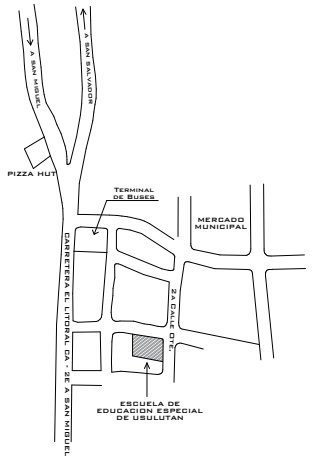 A SAN MIGUEL
A SAN SALVADOR
PIZZA HUT
TERMINAL
DE BUSES
MERCADO
MUNICIPAL
CARRETERA EL LITORAL CA - 2E A SAN MIGUEL
2A CALLE OTE.
ESCUELA DE
EDUCACION ESPECIAL
DE USULUTAN